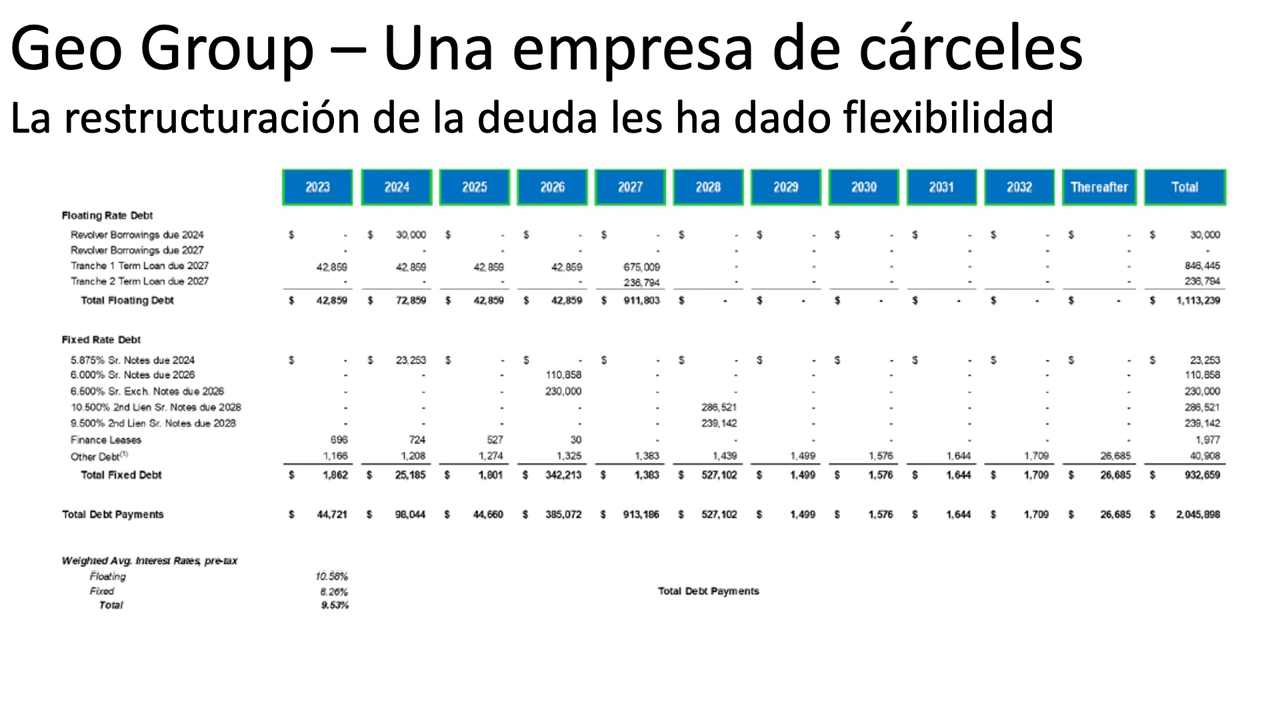 Geo Group – Una empresa de cárceles
La restructuración de la deuda les ha dado flexibilidad
2023 2024 2025 2026 2027 2028 2029 2030 2031 2032 Thereafter Total
Floating Rate Debt
Revolver Borrowings due 2024 $ - $ 30,000 $ - $ - $ - $ - $ - $ - $ - $ - $ - $ 30,000
Revolver Borrowings due 2027 - - - - - - - - - - - -
Tranche 1 Term Loan due 2027 42,859 42,859 42,859 42,859 675,009 - - - - - - 846,445
Tranche 2 Term Loan due 2027 - - - - 236,794 - - - - - - 236,794
Total Floating Debt $ 42,859 $ 72,859 $ 42,859 $ 42,859 $ 911,803 $ - $ - $ - $ - $ - $ - $ 1,113,239
Fixed Rate Debt
5.875% Sr. Notes due 2024 $ - $ 23,253 $ - $ - $ - $ - $ - $ - $ - $ - $ - $ 23,253
6.000% Sr. Notes due 2026 - - - 110,858 - - - - - - - 110,858
6.500% Sr. Exch. Notes due 2026 - - - 230,000 - - - - - - - 230,000
10.500% 2nd Lien Sr. Notes due 2028 - - - - - 286,521 - - - - - 286,521
9.500% 2nd Lien Sr. Notes due 2028 - - - - - 239,142 - - - - - 239,142
Finance Leases 696 724 527 30 - - - - - - - 1,977
Other Debt(1) 1,166 1,208 1,274 1,325 1,383 1,439 1,499 1,576 1,644 1,709 26,685 40,908
Total Fixed Debt $ 1,862 $ 25,185 $ 1,801 $ 342,213 $ 1,383 $ 527,102 $ 1,499 $ 1,576 $ 1,644 $ 1,709 $ 26,685 $ 932,659
Total Debt Payments $ 44,721 $ 98,044 $ 44,660 $ 385,072 $ 913,186 $ 527,102 $ 1,499 $ 1,576 $ 1,644 $ 1,709 $ 26,685 $ 2,045,898
Weighted Avg. Interest Rates, pre-tax
Floating 10.58%
Fixed 8.26%
Total 9.53%
Total Debt Payments